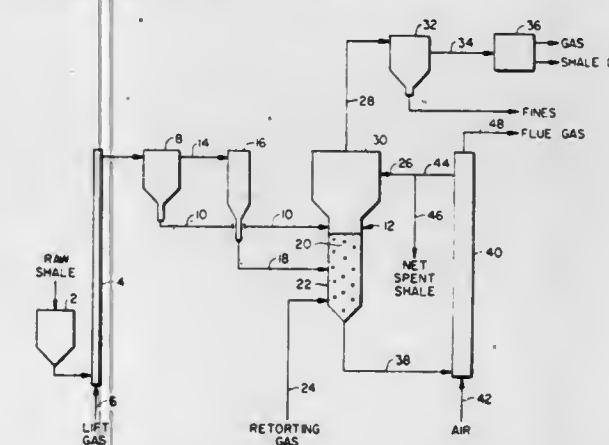 32
34
36
GAS
SHALE
28
FINES
48
FLUE GAS
8
14
16
30
26
44
10
10
12
20
46
18
NET
SPENT
SHALE
40
22
RAW
SHALE
2
4
38
24
6
LIFT
GAS
RETORTING
GAS
AIR
42